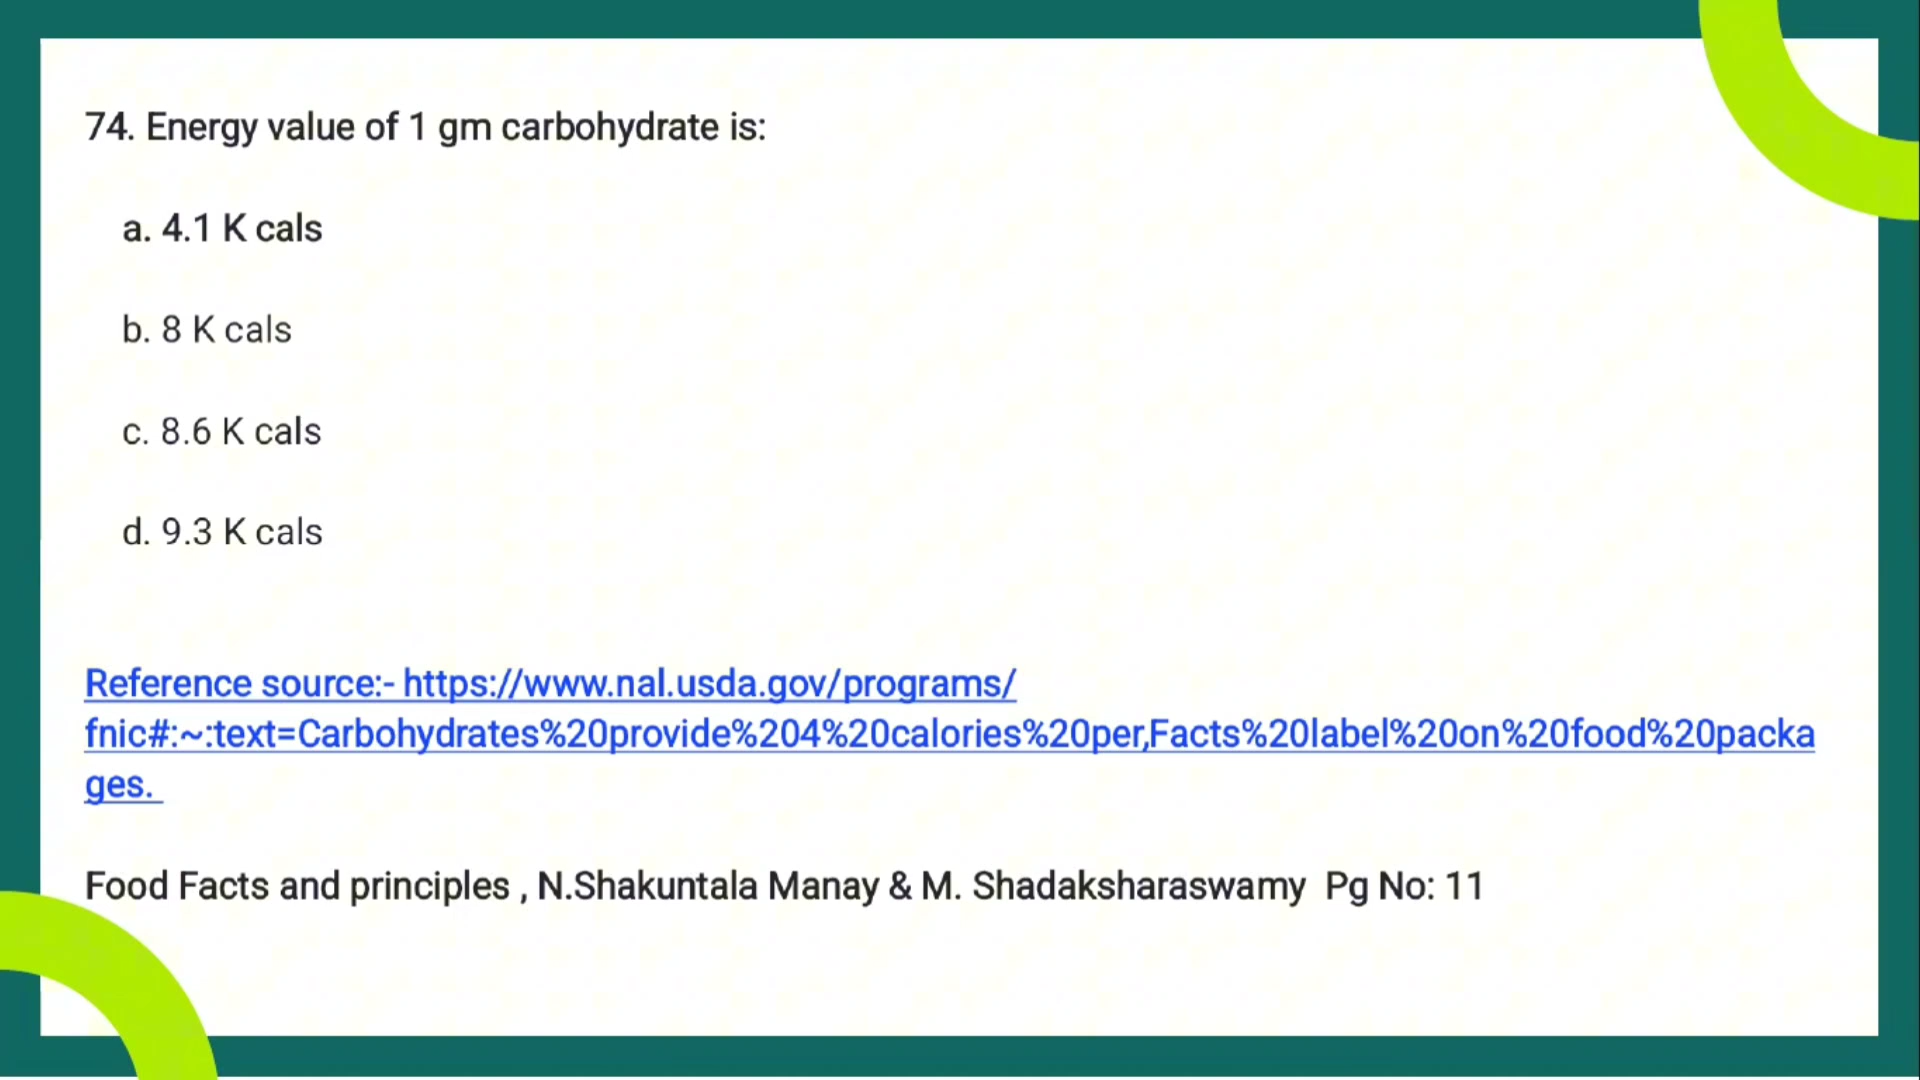 74. Energy value of 1 gm carbohydrate is:
a. 4.1 K cals
b. 8 K cals
c. 8.6 K cals
d. 9.3 K cals
Reference source:- https://www.nal.usda.gov/programs/
fnic#:~:text=Carbohydrates%20provide%204%20calories%20per,Facts%20label%20on%20food%20packa
ges.
Food Facts and principles , N.Shakuntala Manay & M. Shadaksharaswamy Pg No: 11